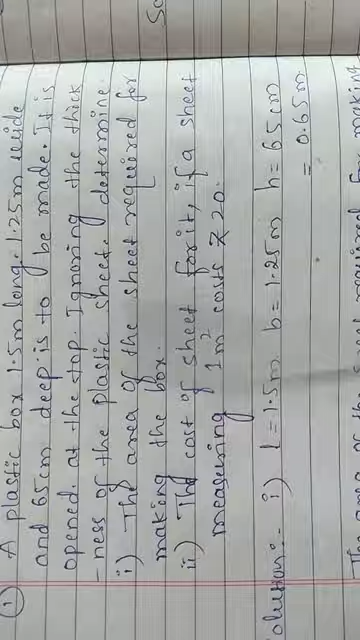 ① A plastic box 1.5m long. 1.25m wide
and 65cm deep is to be made. It is
opened at the top. Ignoring the thick
-ness of the plastic sheet. determine.
i) The area of the sheet required for
making the box.
ii) The cost of sheet for it, if a sheet
measuring 1m² costs ₹ 20.
olution:- i) l = 1.5m b = 1.25m h = 65cm
= 0.65m